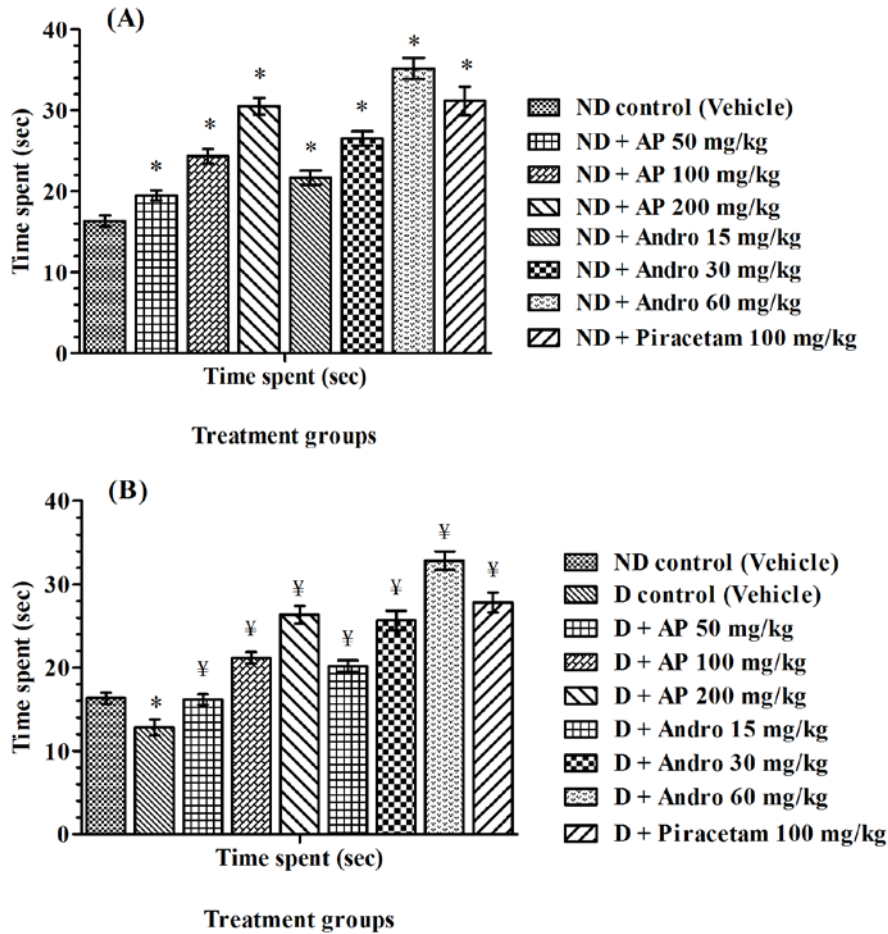 (A)
Time spent (sec)
40
30
20
10
0
* * * * * * *
Time spent (sec)
Treatment groups
ND control (Vehicle)
ND + AP 50 mg/kg
ND + AP 100 mg/kg
ND + AP 200 mg/kg
ND + Andro 15 mg/kg
ND + Andro 30 mg/kg
ND + Andro 60 mg/kg
ND + Piracetam 100 mg/kg
(B)
Time spent (sec)
40
30
20
10
0
* ¥ ¥ ¥ ¥ ¥ ¥ ¥
Time spent (sec)
Treatment groups
ND control (Vehicle)
D control (Vehicle)
D + AP 50 mg/kg
D + AP 100 mg/kg
D + AP 200 mg/kg
D + Andro 15 mg/kg
D + Andro 30 mg/kg
D + Andro 60 mg/kg
D + Piracetam 100 mg/kg